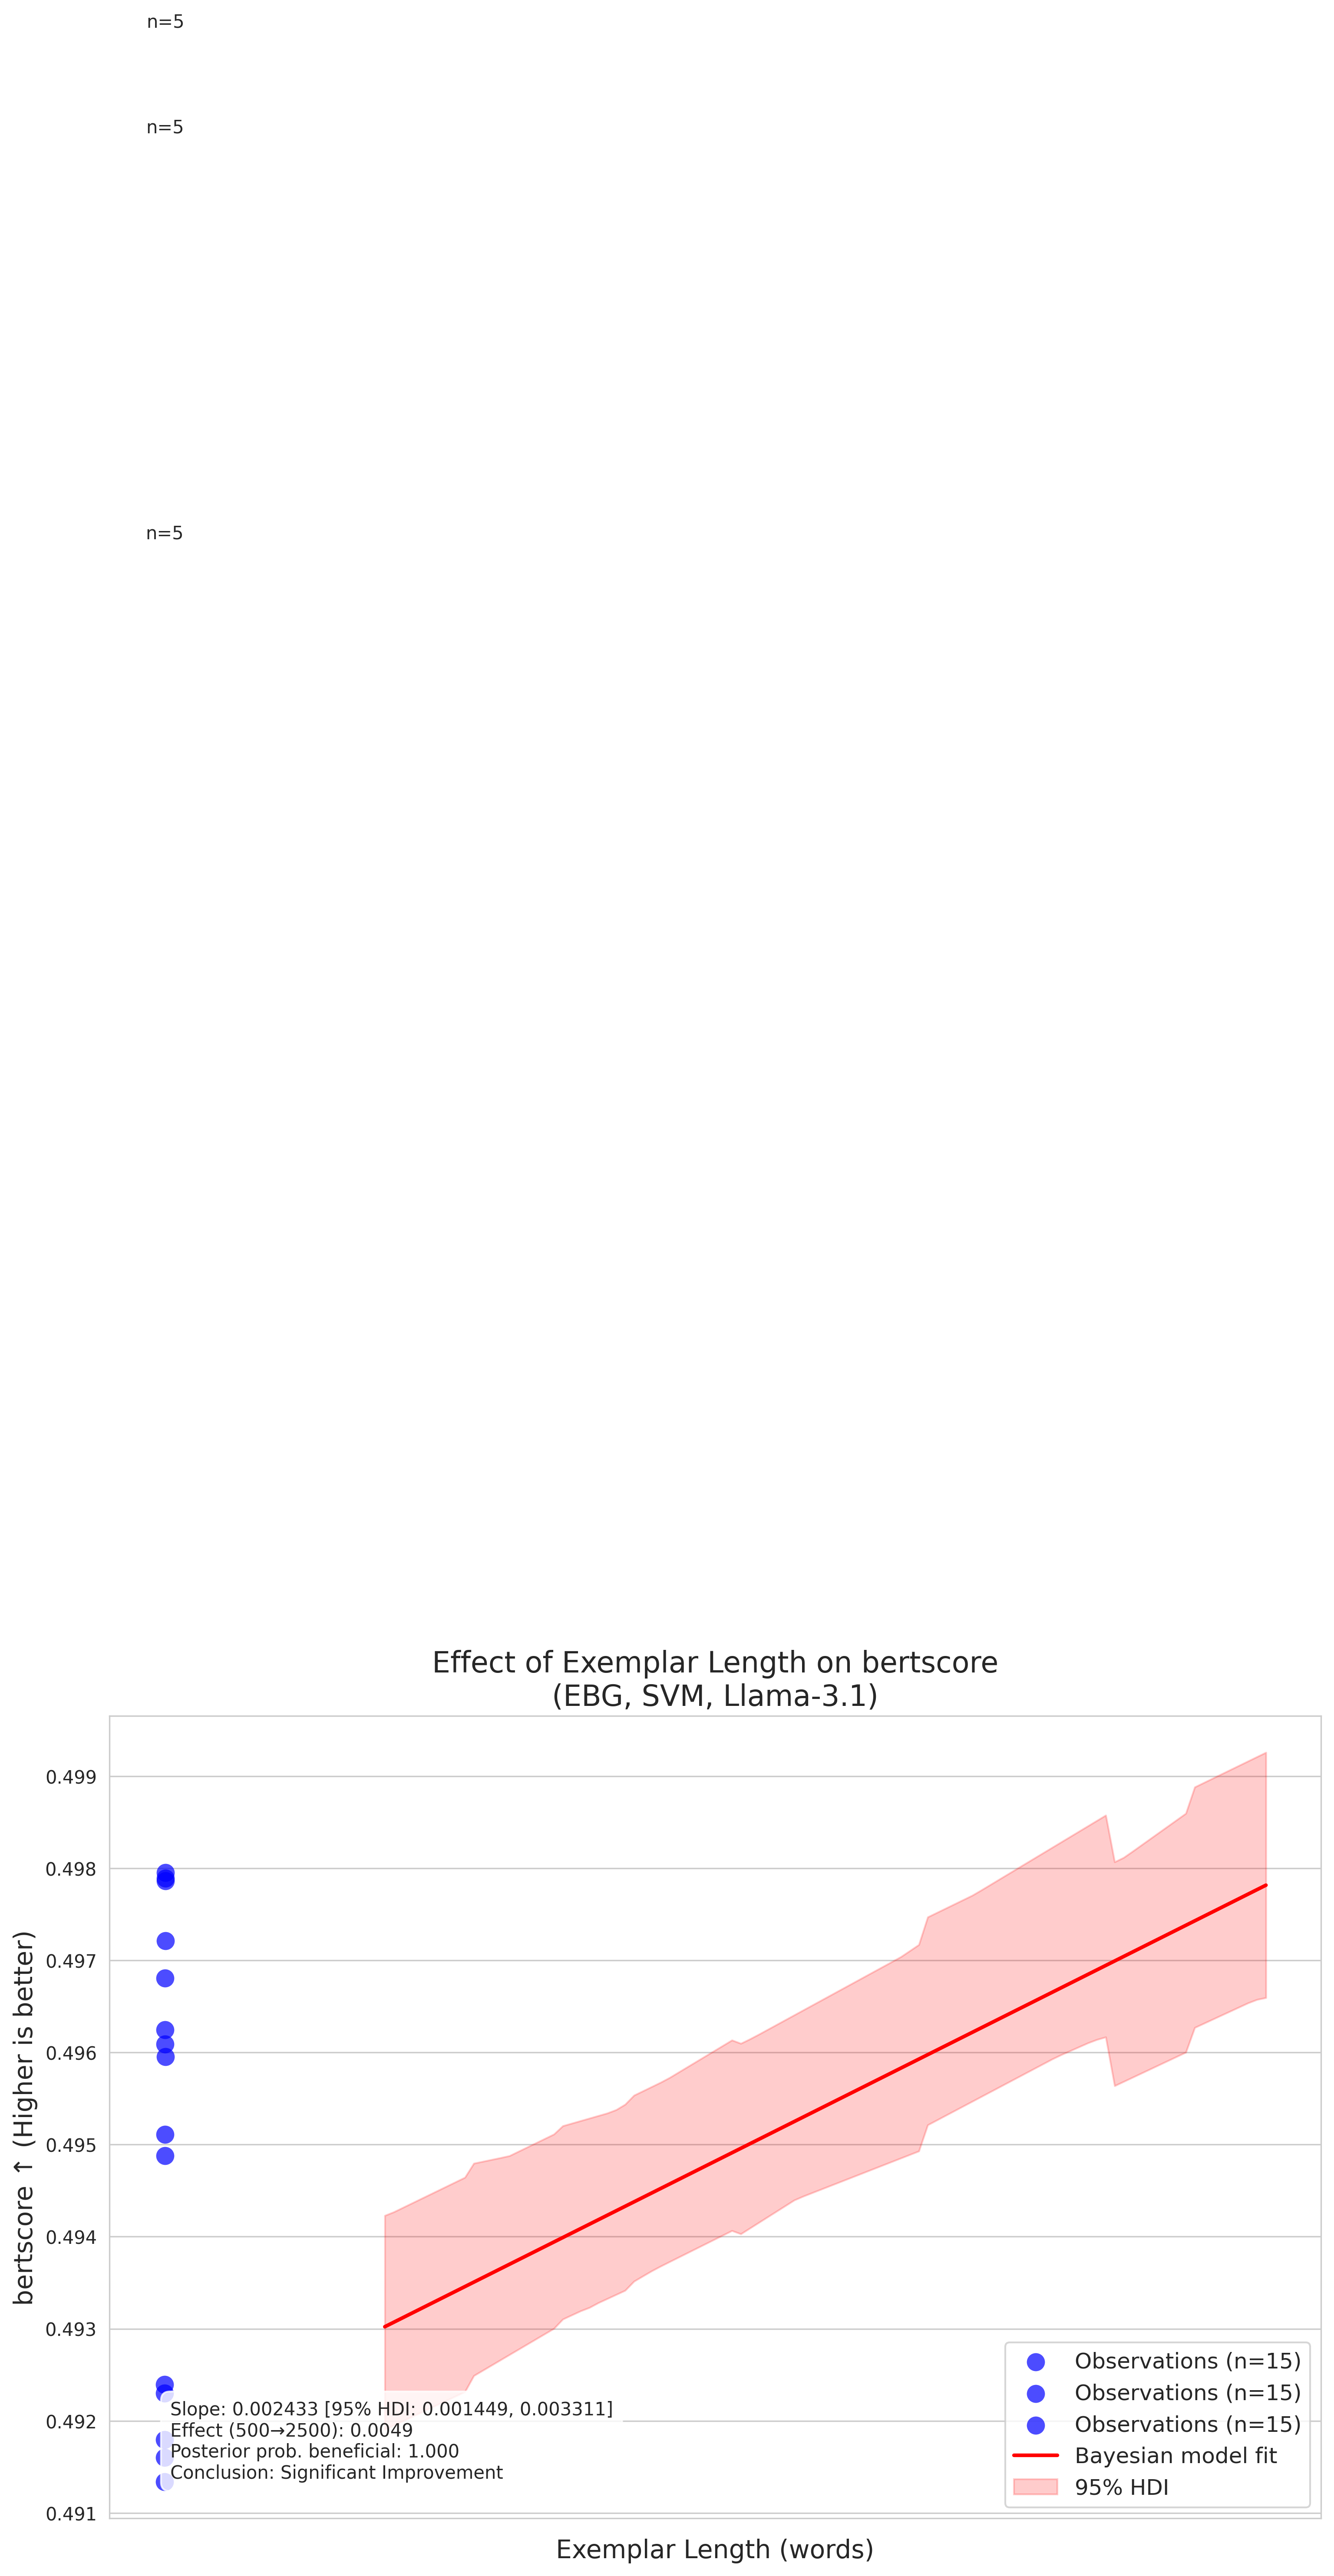 n=5
n=5
n=5
Effect of Exemplar Length on bertscore
(EBG, SVM, Llama-3.1)
bertscore ↑ (Higher is better)
0.499
0.498
0.497
0.496
0.495
0.494
0.493
0.492
0.491
Slope: 0.002433 [95% HDI: 0.001449, 0.003311]
Effect (500→2500): 0.0049
Posterior prob. beneficial: 1.000
Conclusion: Significant Improvement
Observations (n=15)
Observations (n=15)
Observations (n=15)
Bayesian model fit
95% HDI
Exemplar Length (words)